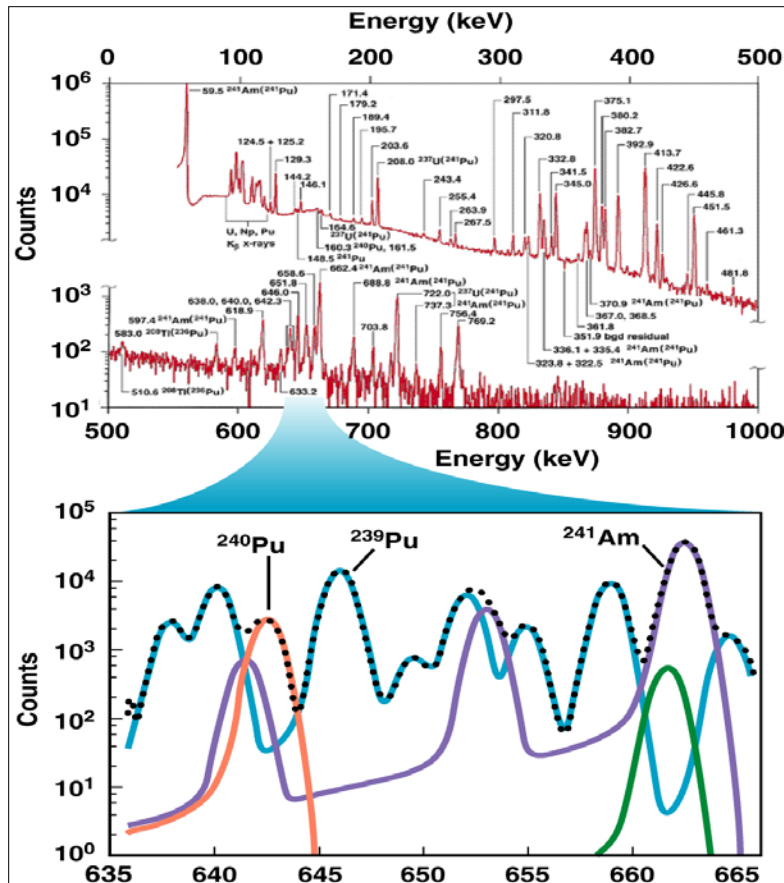 Energy (keV)
0 100 200 300 400 500
10⁶
10⁵
10⁴
10³
10²
10¹
Counts
59.5 ²⁴¹Am(²⁴¹Pu)
124.5 + 125.2
129.3
144.2
146.1
171.4
179.2
189.4
195.7
203.6
208.0 ²³⁷U(²⁴¹Pu)
243.4
255.4
263.9
267.5
297.5
311.8
320.8
332.8
341.5
345.0
375.1
380.2
382.7
392.9
413.7
422.6
426.6
445.8
451.5
461.3
481.8
U, Np, Pu
Kβ x-rays
164.6
²³⁷U(²⁴¹Pu)
160.3 ²⁴⁰Pu, 161.5
148.5 ²⁴¹Pu
370.9 ²⁴¹Am(²⁴¹Pu)
367.0, 368.5
361.8
351.9 bgd residual
336.1 + 335.4 ²⁴¹Am(²⁴¹Pu)
323.8 + 322.5 ²⁴¹Am(²⁴¹Pu)
658.6
662.4 ²⁴¹Am(²⁴¹Pu)
651.8
688.8 ²⁴¹Am(²⁴¹Pu)
646.0
722.0 ²³⁷U(²⁴¹Pu)
638.0, 640.0, 642.3
737.3 ²⁴¹Am(²⁴¹Pu)
618.9
756.4
597.4 ²⁴¹Am(²⁴¹Pu)
769.2
583.0 ²⁰⁸Tl(²³⁶Pu)
703.8
510.6 ²⁰⁸Tl(²³⁶Pu)
633.2
500 600 700 800 900 1000
Energy (keV)
10⁵
10⁴
10³
10²
10¹
10⁰
Counts
²⁴⁰Pu
²³⁹Pu
²⁴¹Am
635 640 645 650 655 660 665